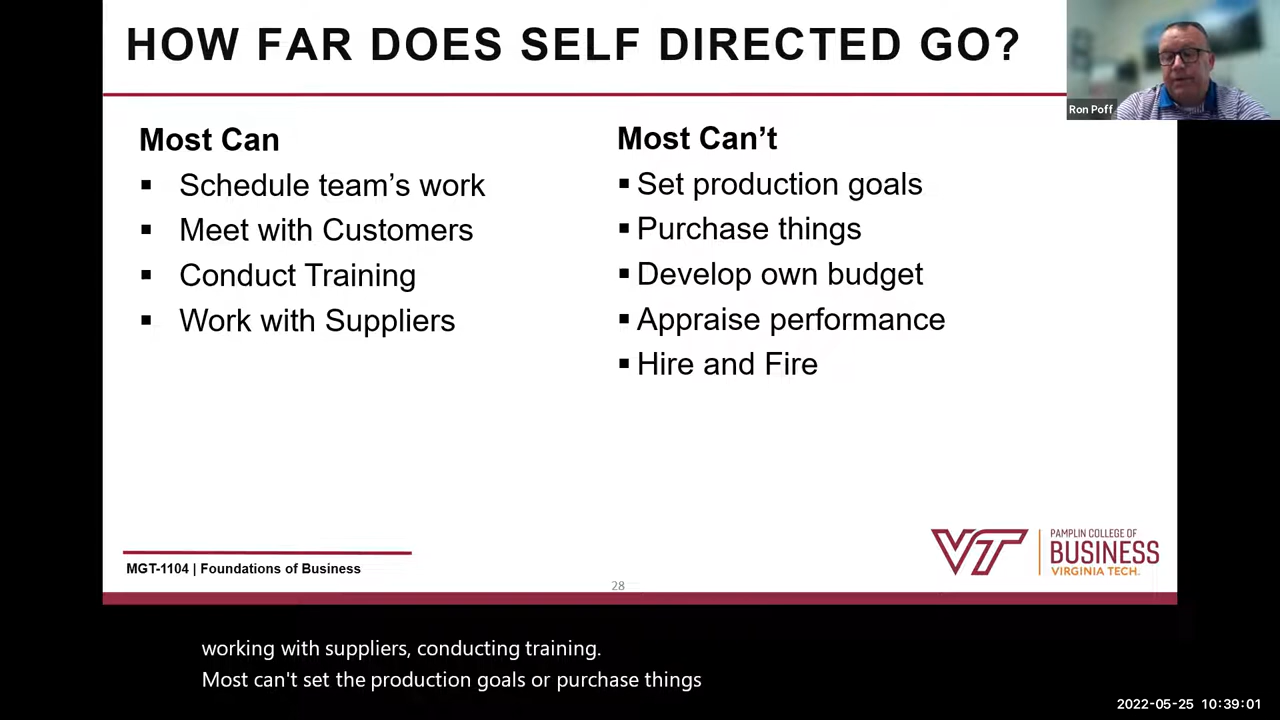 HOW FAR DOES SELF DIRECTED GO?
Ron Poff
Most Can
▪ Schedule team’s work
▪ Meet with Customers
▪ Conduct Training
▪ Work with Suppliers
Most Can’t
▪ Set production goals
▪ Purchase things
▪ Develop own budget
▪ Appraise performance
▪ Hire and Fire
MGT-1104 | Foundations of Business
28
VT
PAMPLIN COLLEGE OF
BUSINESS
VIRGINIA TECH.
working with suppliers, conducting training.
Most can't set the production goals or purchase things
2022-05-25 10:39:01